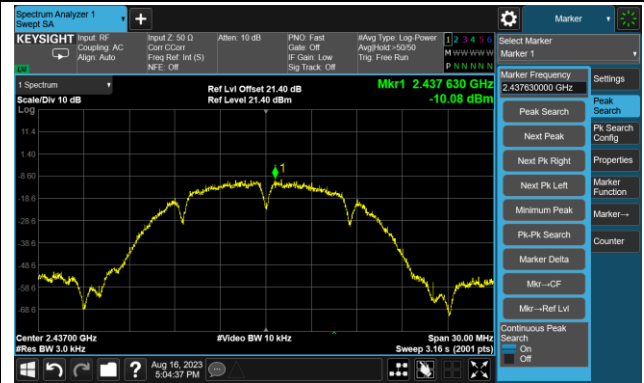 Spectrum Analyzer 1
Swept SA
Marker
KEYSIGHT
Input: RF
Coupling: AC
Align: Auto
Input Z: 50 Ω
Corr CCorr
Freq Ref: Int (S)
NFE: Off
Atten: 10 dB
PNO: Fast
Gate: Off
IF Gain: Low
Sig Track: Off
#Avg Type: Log-Power
Avg|Hold:>50/50
Trig: Free Run
1 2 3 4 5 6
M W W W W W
P N N N N N
Select Marker
Marker 1
1 Spectrum
Scale/Div 10 dB
Log
Ref Lvl Offset 21.40 dB
Ref Level 21.40 dBm
Mkr1 2.437 630 GHz
-10.08 dBm
Marker Frequency
2.437630000 GHz
Settings
Peak Search
Peak
Search
Next Peak
Pk Search
Config
Next Pk Right
Properties
Next Pk Left
Marker
Function
Minimum Peak
Marker→
Pk-Pk Search
Counter
Marker Delta
Mkr→CF
Mkr→Ref Lvl
Continuous Peak
Search
On
Off
11.4
1.40
-8.60
-18.6
-28.6
-38.6
-48.6
-58.6
-68.6
1
Center 2.43700 GHz
#Res BW 3.0 kHz
#Video BW 10 kHz
Span 30.00 MHz
Sweep 3.16 s (2001 pts)
Aug 16, 2023
5:04:37 PM